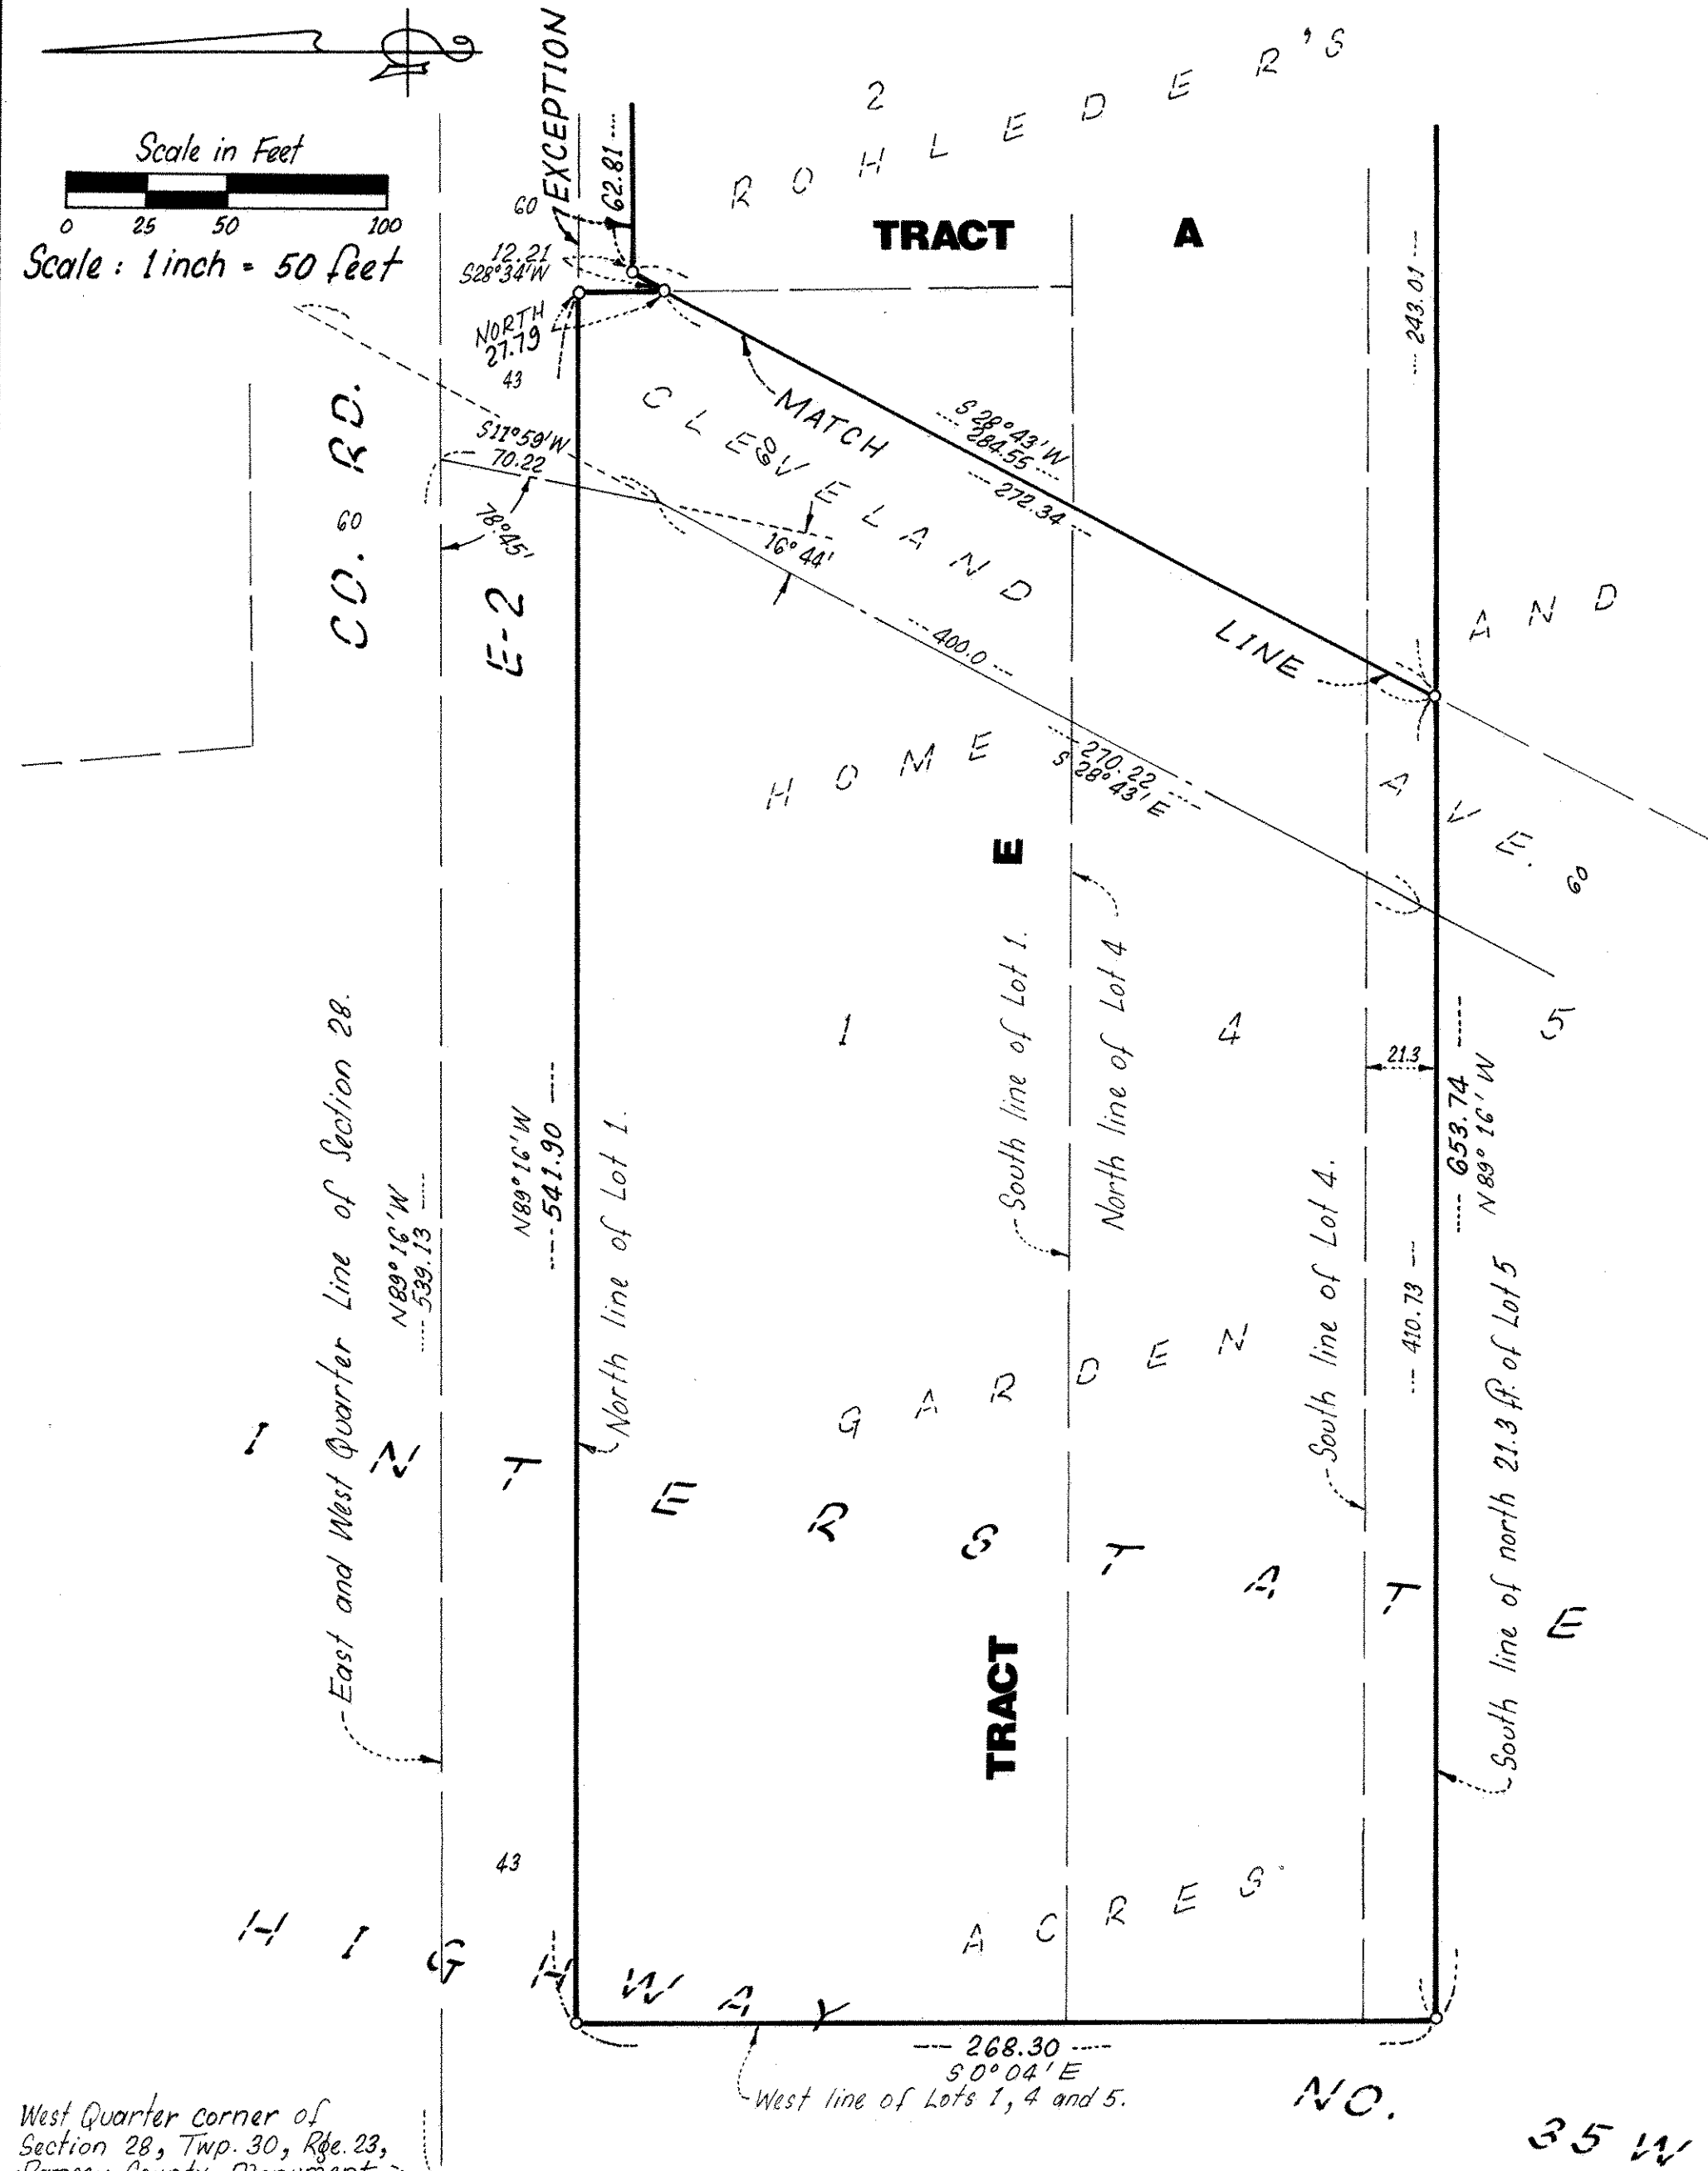 Scale in Feet
0 25 50 100
Scale : 1 inch = 50 feet
EXCEPTION
62.81
60
12.21
S28°34'W
NORTH
27.79
43
2
ROHLEDER'S
TRACT A
243.01
CO. RD.
60
E-2
S11°59'W
70.22
78°45'
16°44'
CLEVELAND
60
MATCH
S 28°43'W
284.55
272.34
LINE
AND
400.0
HOME
270.22
S 28°43'E
AVE.
60
E
1
4
5
South line of Lot 1.
North line of Lot 4
21.3
653.74
N89°16'W
East and West Quarter Line of Section 28.
N89°16'W
539.13
N89°16'W
541.90
North line of Lot 1.
South line of Lot 4.
410.73
South line of north 21.3 ft. of Lot 5
GARDEN
INTERSTATE
TRACT
43
ACRES
HIGHWAY
268.30
S0°04'E
West line of Lots 1, 4 and 5.
NO.
35 W
West Quarter corner of
Section 28, Twp. 30, Rge. 23,
Ramsey County Monument